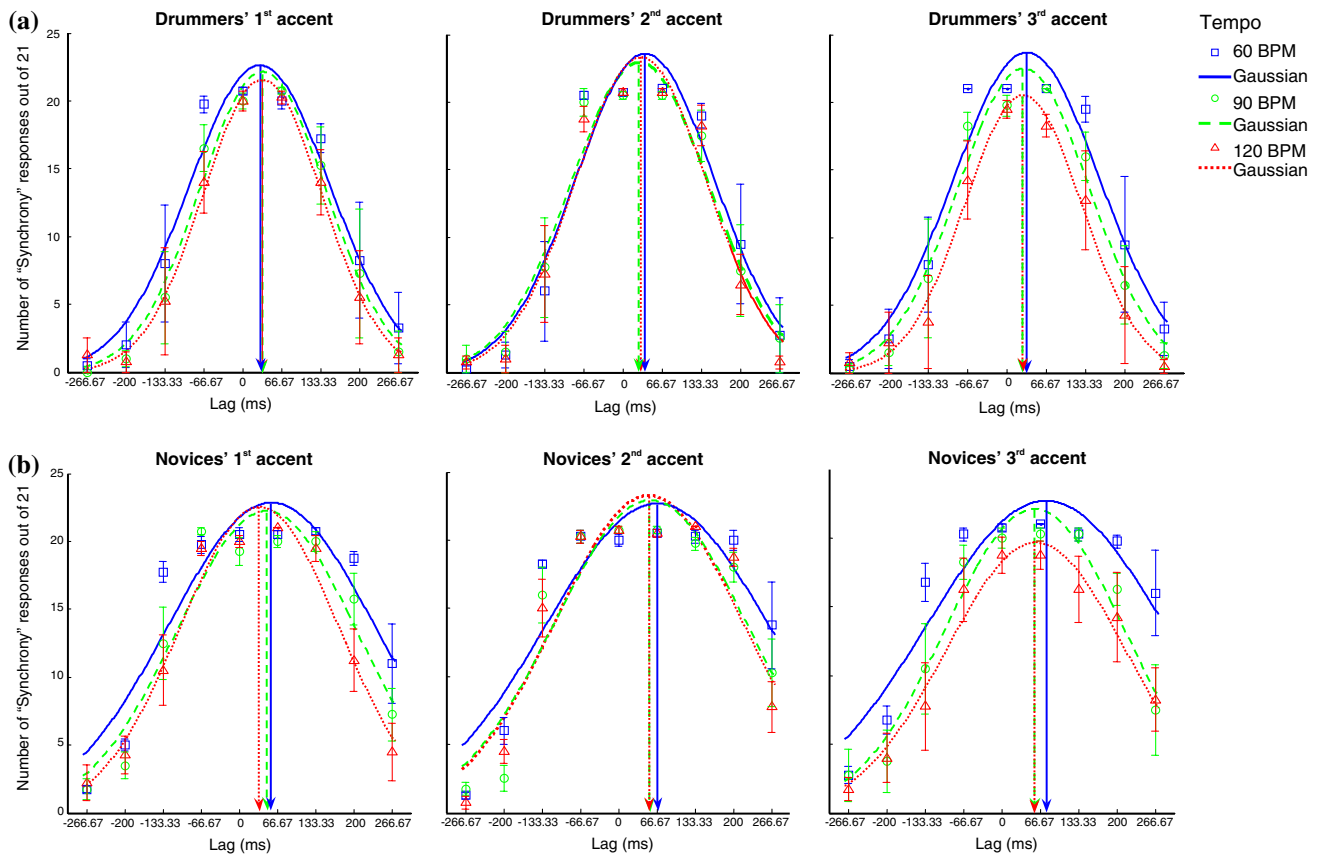 (a)
Drummers' 1st accent
Drummers' 2nd accent
Drummers' 3rd accent
Tempo
60 BPM
Gaussian
90 BPM
Gaussian
120 BPM
Gaussian
Number of "Synchrony" responses out of 21
25
20
15
10
5
0
-266.67 -200 -133.33 -66.67 0 66.67 133.33 200 266.67
-266.67 -200 -133.33 -66.67 0 66.67 133.33 200 266.67
-266.67 -200 -133.33 -66.67 0 66.67 133.33 200 266.67
Lag (ms)
Lag (ms)
Lag (ms)
(b)
Novices' 1st accent
Novices' 2nd accent
Novices' 3rd accent
Number of "Synchrony" responses out of 21
25
20
15
10
5
0
-266.67 -200 -133.33 -66.67 0 66.67 133.33 200 266.67
-266.67 -200 -133.33 -66.67 0 66.67 133.33 200 266.67
-266.67 -200 -133.33 -66.67 0 66.67 133.33 200 266.67
Lag (ms)
Lag (ms)
Lag (ms)